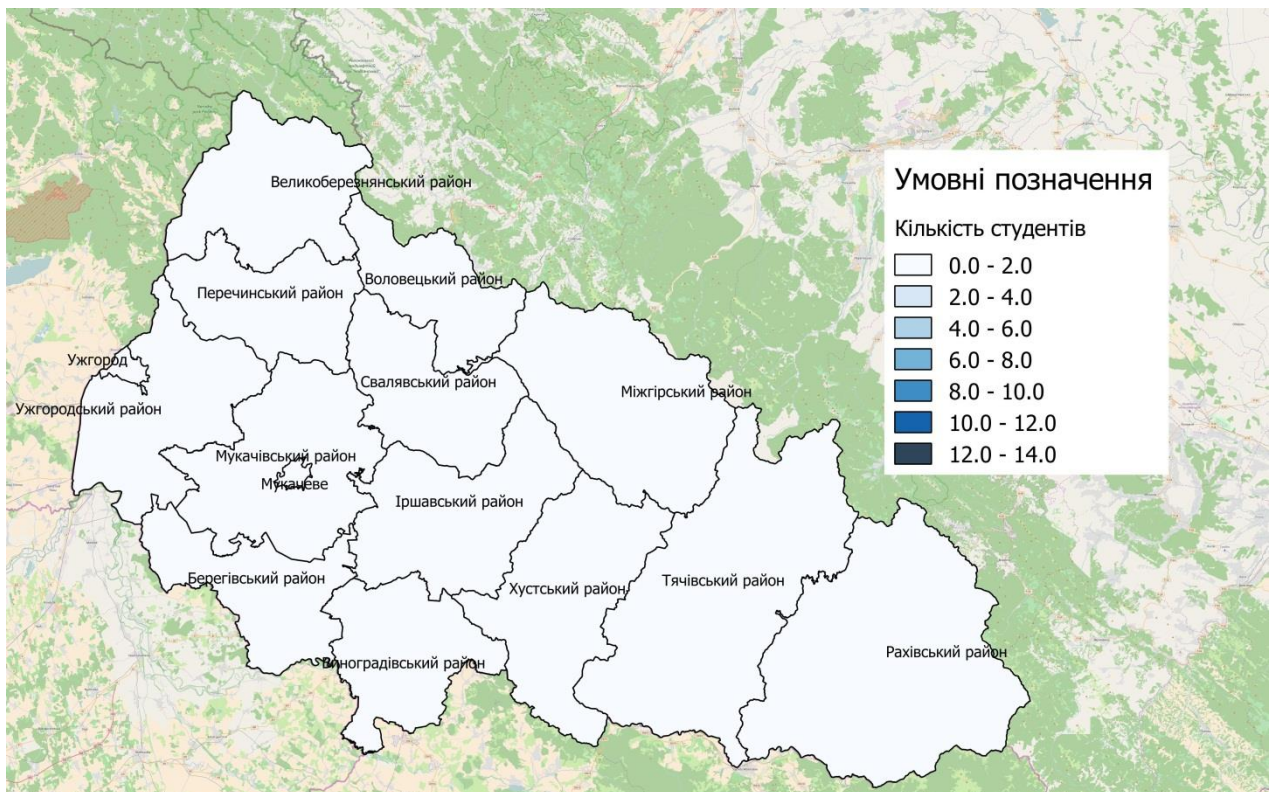 Умовні позначення
Кількість студентів
0.0 - 2.0
2.0 - 4.0
4.0 - 6.0
6.0 - 8.0
8.0 - 10.0
10.0 - 12.0
12.0 - 14.0
Великоберезнянський район
Воловецький район
Перечинський район
Ужгород
Свалявський район
Міжгірський район
Ужгородський район
Мукачівський район
Мукачеве
Іршавський район
Берегівський район
Хустський район
Тячівський район
Виноградівський район
Рахівський район